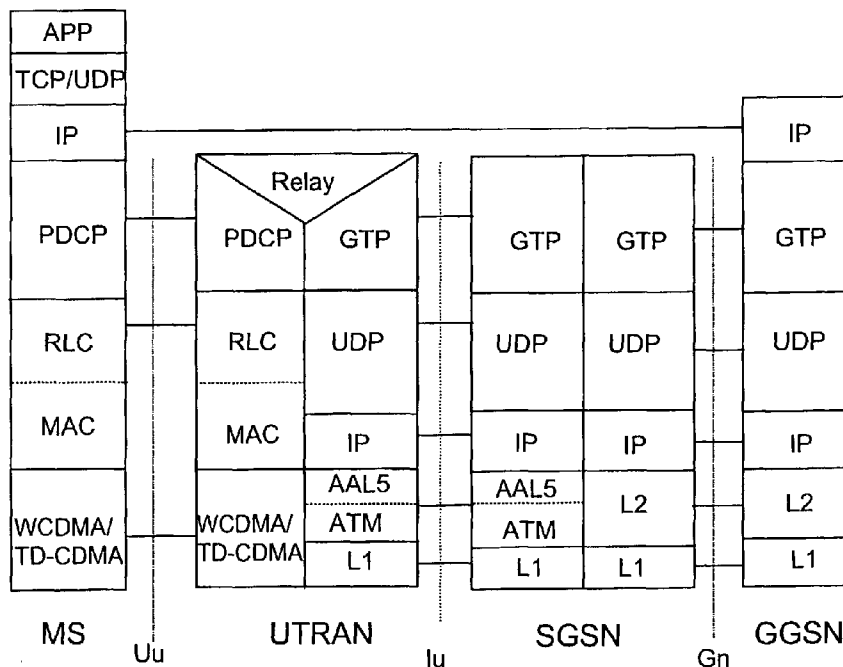 APP
TCP/UDP
IP
PDCP
RLC
MAC
WCDMA/
TD-CDMA
MS
Uu
Relay
PDCP
GTP
RLC
UDP
MAC
IP
AAL5
ATM
WCDMA/
TD-CDMA
L1
UTRAN
Iu
GTP
GTP
UDP
UDP
IP
IP
AAL5
ATM
L2
L1
L1
SGSN
Gn
IP
GTP
UDP
IP
L2
L1
GGSN